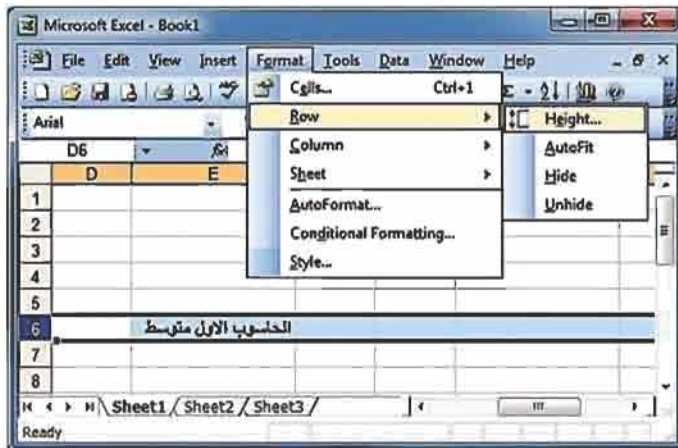 Microsoft Excel - Book1
File Edit View Insert Format Tools Data Window Help
Arial
Cells... Ctrl+1
Row
Column
Sheet
AutoFormat...
Conditional Formatting...
Style...
Height...
AutoFit
Hide
Unhide
D6
D E
1
2
3
4
5
6 الحاسوب الاول متوسط
7
8
Sheet1 Sheet2 Sheet3
Ready